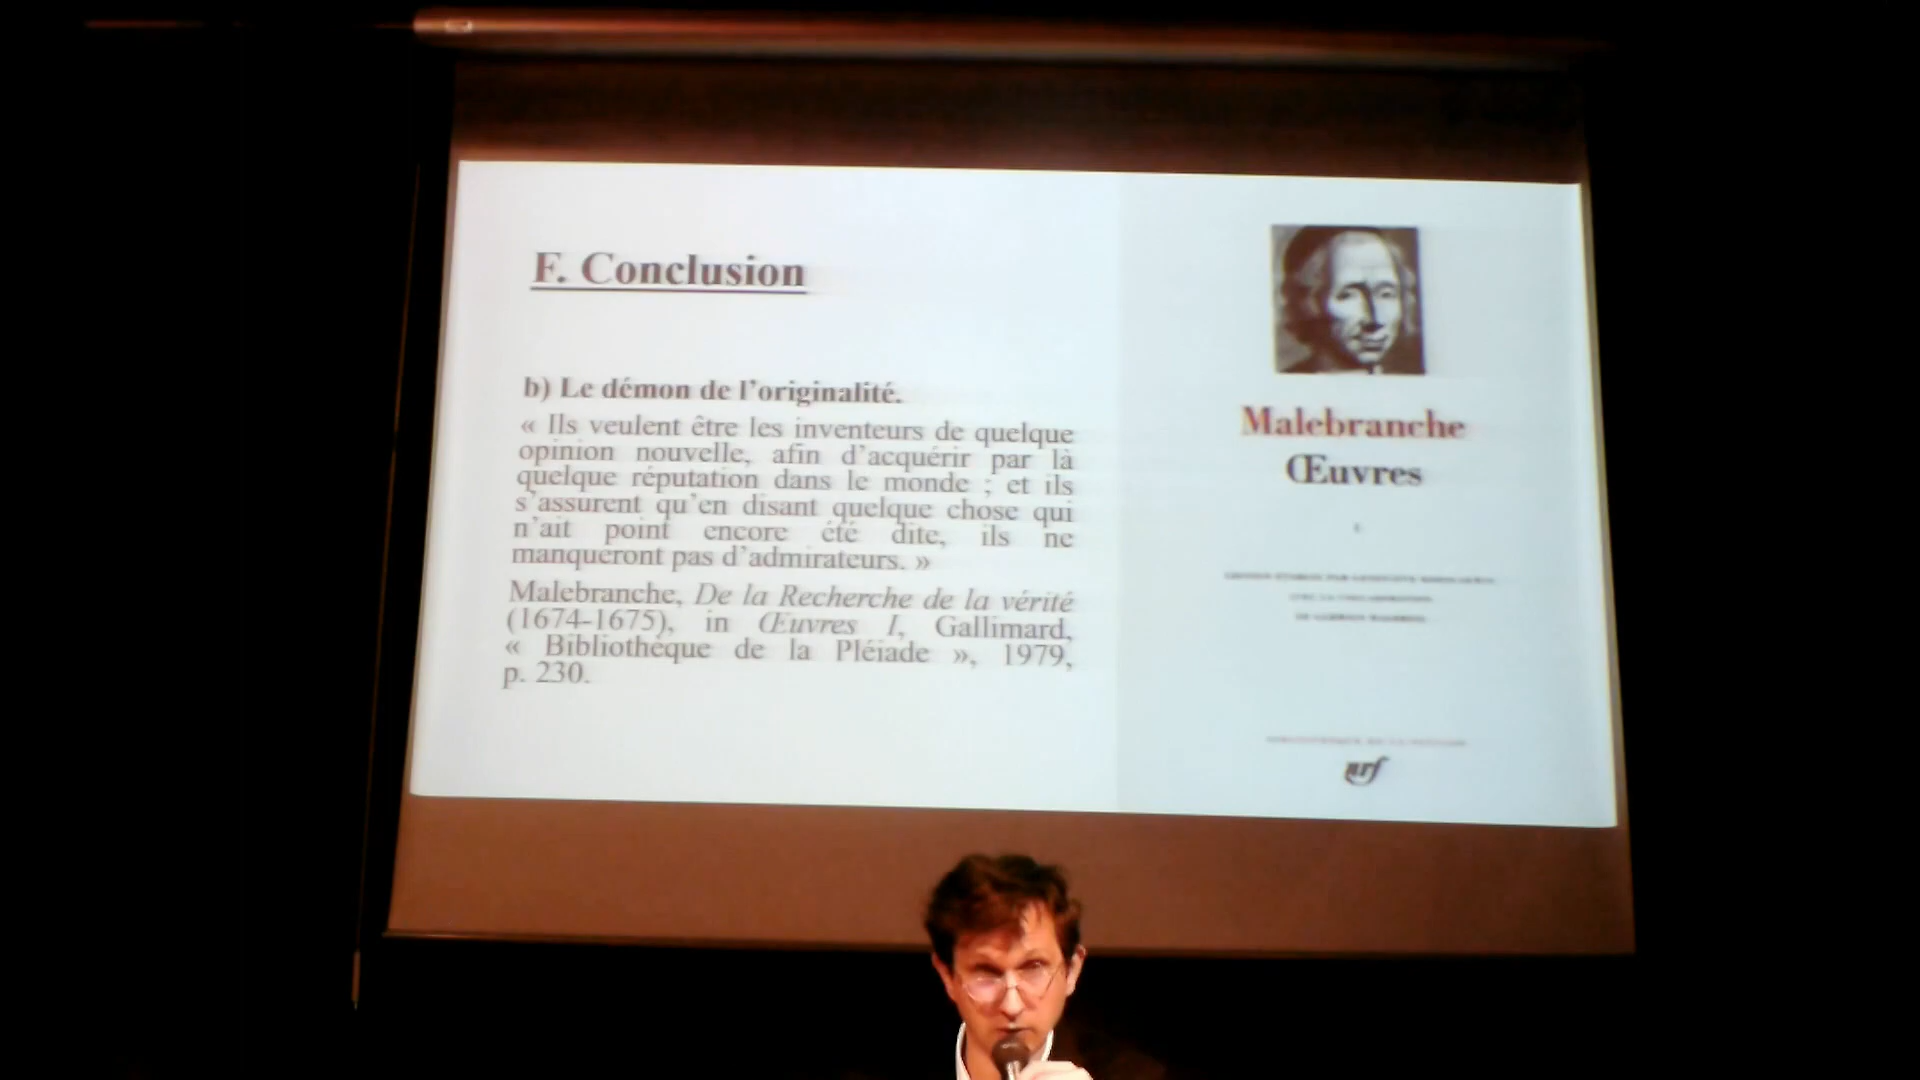 F. Conclusion
b) Le démon de l'originalité.
« Ils veulent être les inventeurs de quelque
opinion nouvelle, afin d'acquérir par là
quelque réputation dans le monde ; et ils
s'assurent qu'en disant quelque chose qui
n'ait point encore été dite, ils ne
manqueront pas d'admirateurs. »
Malebranche, De la Recherche de la vérité
(1674-1675), in Œuvres I, Gallimard,
« Bibliothèque de la Pléiade », 1979,
p. 230.
Malebranche
Œuvres
nrf